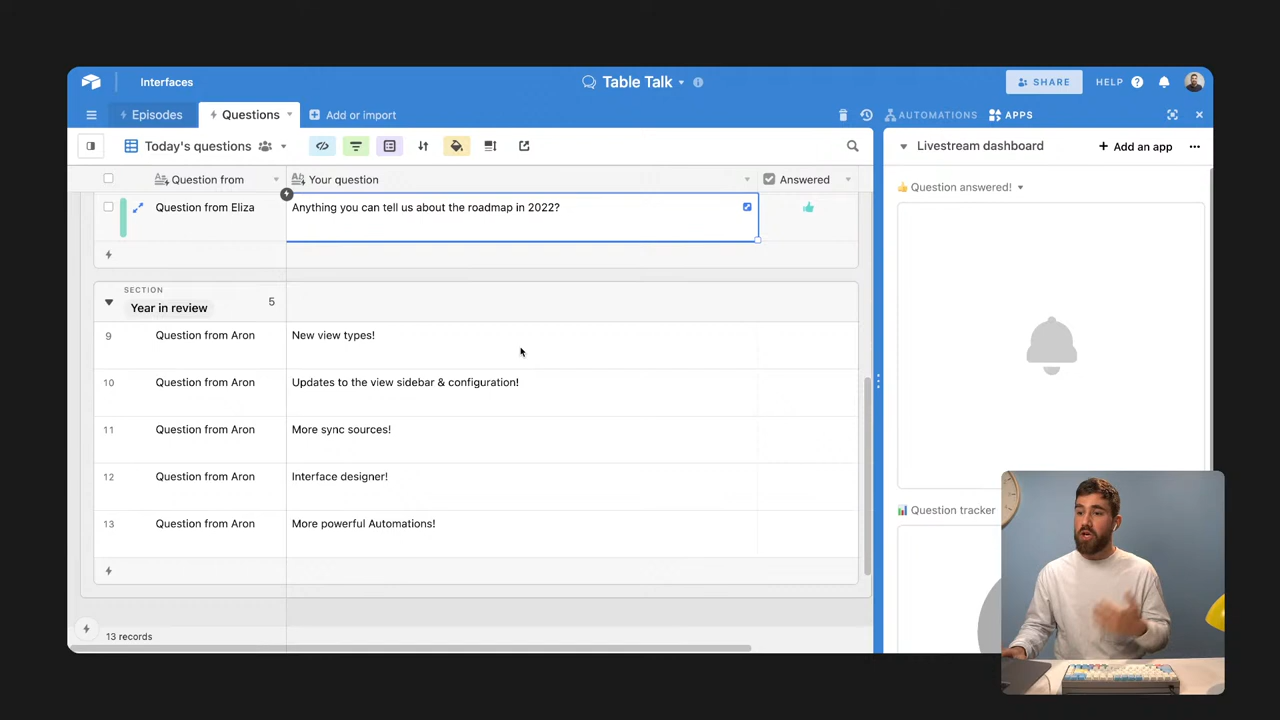 Interfaces
Table Talk
SHARE
HELP
Episodes
Questions
Add or import
AUTOMATIONS
APPS
Today's questions
Livestream dashboard
+ Add an app
Question from
Your question
Answered
👍 Question answered!
Question from Eliza
Anything you can tell us about the roadmap in 2022?
SECTION
Year in review
5
9
Question from Aron
New view types!
10
Question from Aron
Updates to the view sidebar & configuration!
11
Question from Aron
More sync sources!
12
Question from Aron
Interface designer!
📊 Question tracker
13
Question from Aron
More powerful Automations!
13 records